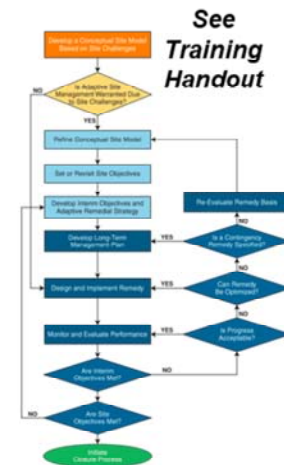 See
Training
Handout
Develop a Conceptual Site Model
Based on Site Challenges
NO
Is Adaptive Site
Management Warranted Due
to Site Challenges?
YES
Refine Conceptual Site Model
Set or Revisit Site Objectives
Develop Interim Objectives and
Adaptive Remedial Strategy
Re-Evaluate Remedy Basis
NO
Develop Long-Term
Management Plan
YES
Is a Contingency
Remedy Specified?
NO
Design and Implement Remedy
YES
Can Remedy
Be Optimized?
NO
Monitor and Evaluate Performance
YES
Is Progress
Acceptable?
Are Interim
Objectives Met?
NO
YES
NO
Are Site
Objectives Met?
YES
Initiate
Closure Process